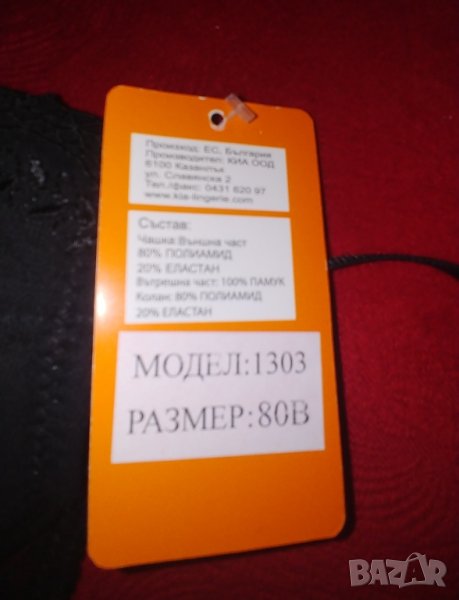 Произход: ЕС, България
Производител: КИА ООД
6100 Казанлък
ул. Славянска 2
Тел./факс: 0431 620 97
www.kia-lingerie.com
Състав:
Чашка:Външна част
80% ПОЛИАМИД
20% ЕЛАСТАН
Вътрешна част: 100% ПАМУК
Колан: 80% ПОЛИАМИД
20% ЕЛАСТАН
МОДЕЛ:1303
РАЗМЕР:80B
BAZAR